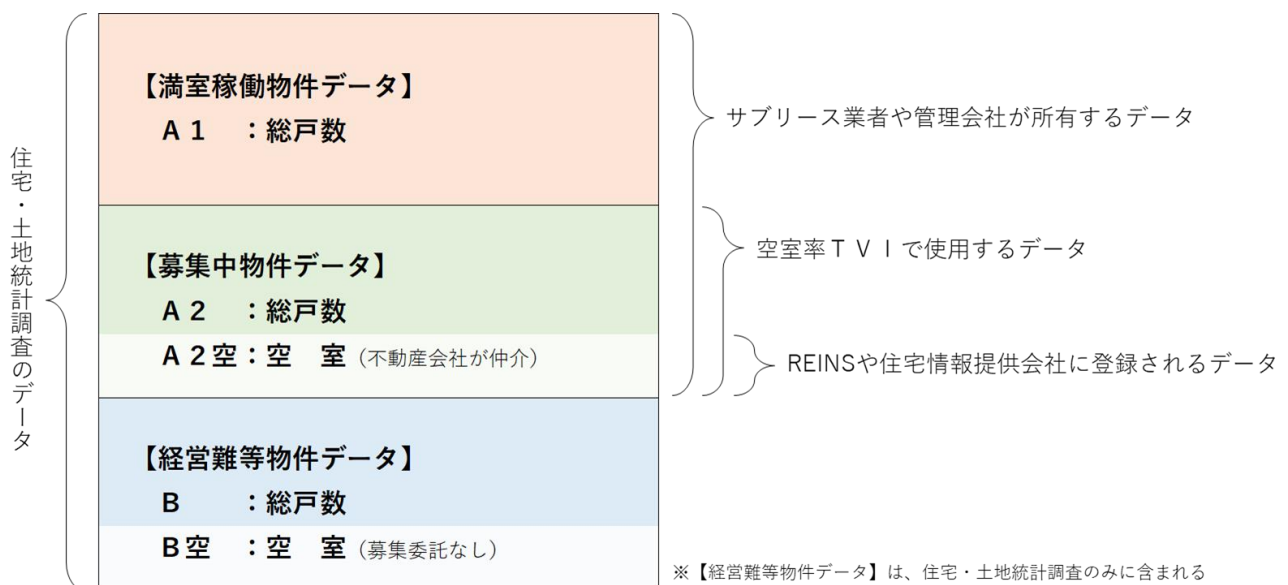 住宅・土地統計調査のデータ
【満室稼働物件データ】
A1 :総戸数
【募集中物件データ】
A2 :総戸数
A2空:空 室(不動産会社が仲介)
【経営難等物件データ】
B :総戸数
B空 :空 室(募集委託なし)
サブリース業者や管理会社が所有するデータ
空室率TVIで使用するデータ
REINSや住宅情報提供会社に登録されるデータ
※【経営難等物件データ】は、住宅・土地統計調査のみに含まれる